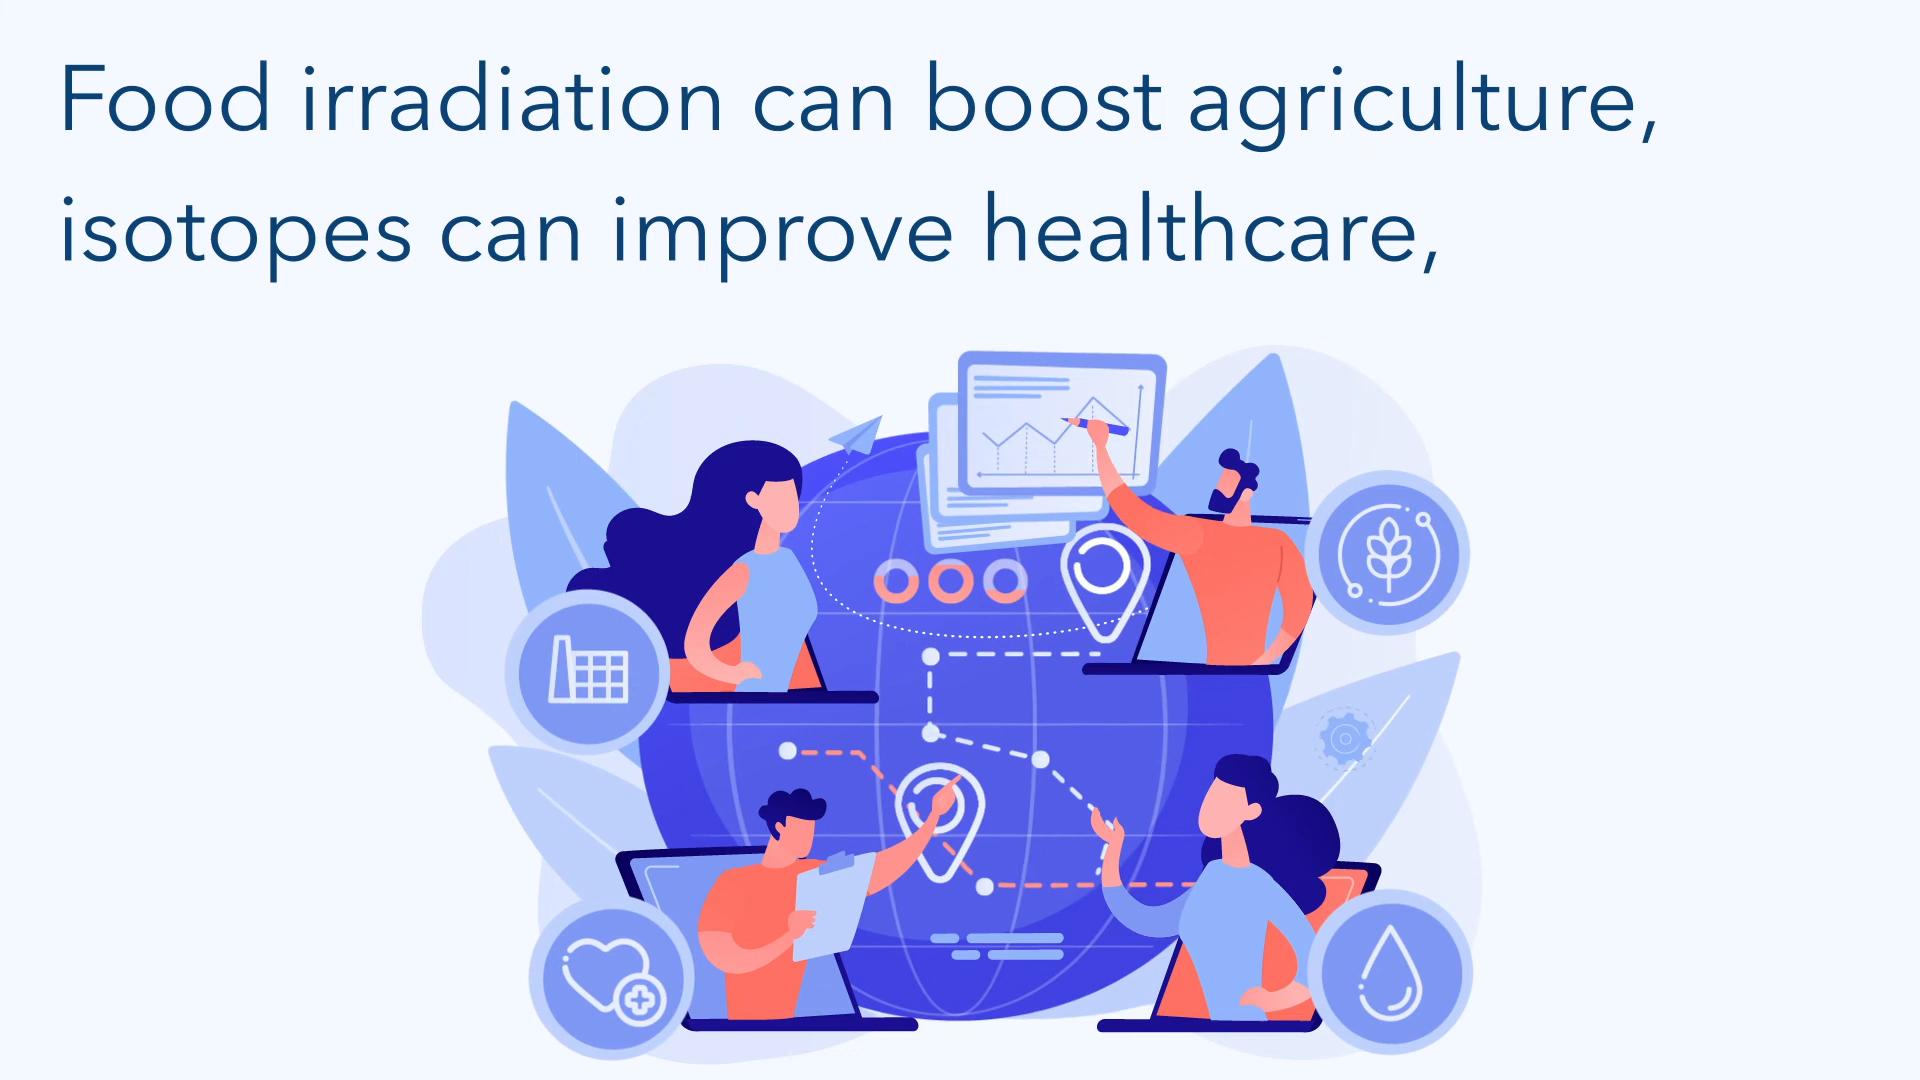 Food irradiation can boost agriculture,
isotopes can improve healthcare,